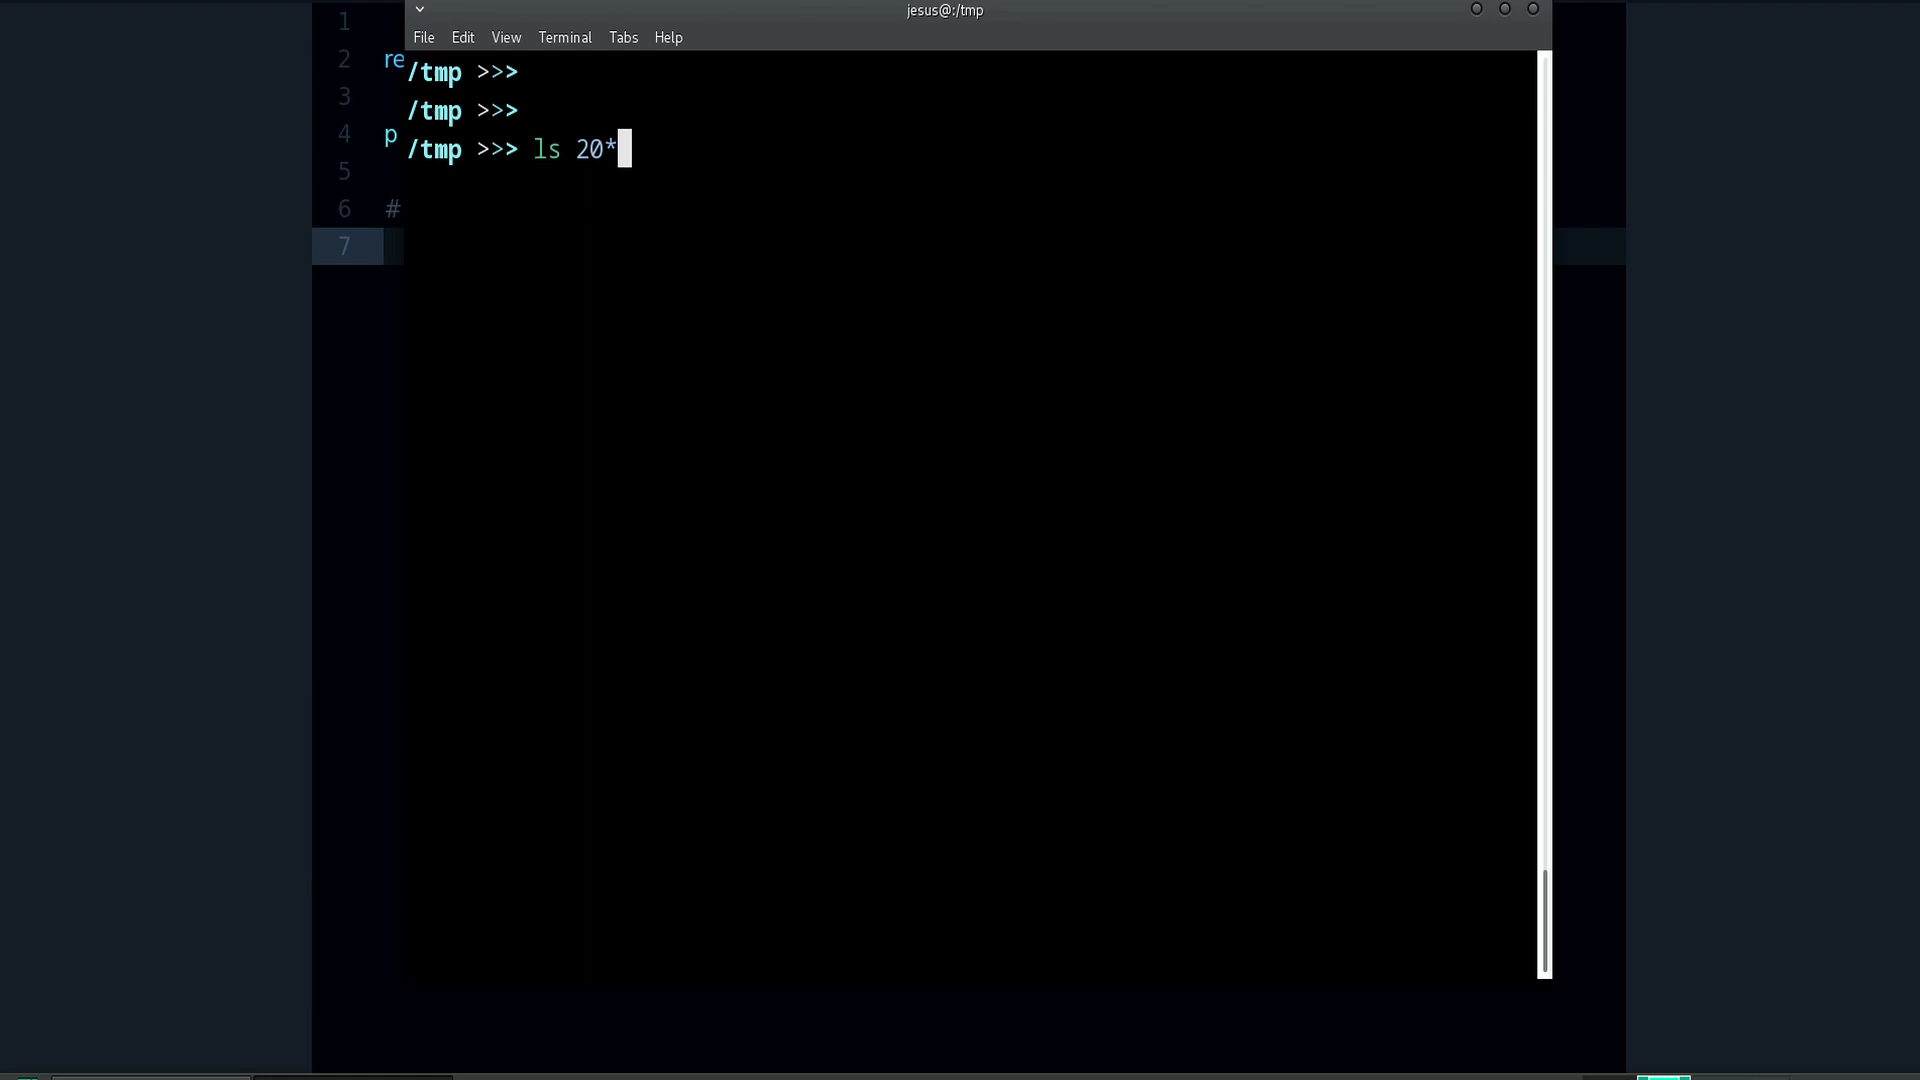 jesus@:/tmp
File Edit View Terminal Tabs Help
1
2 re
3
4 p
5
6 #
7
/tmp >>>
/tmp >>>
/tmp >>> ls 20*